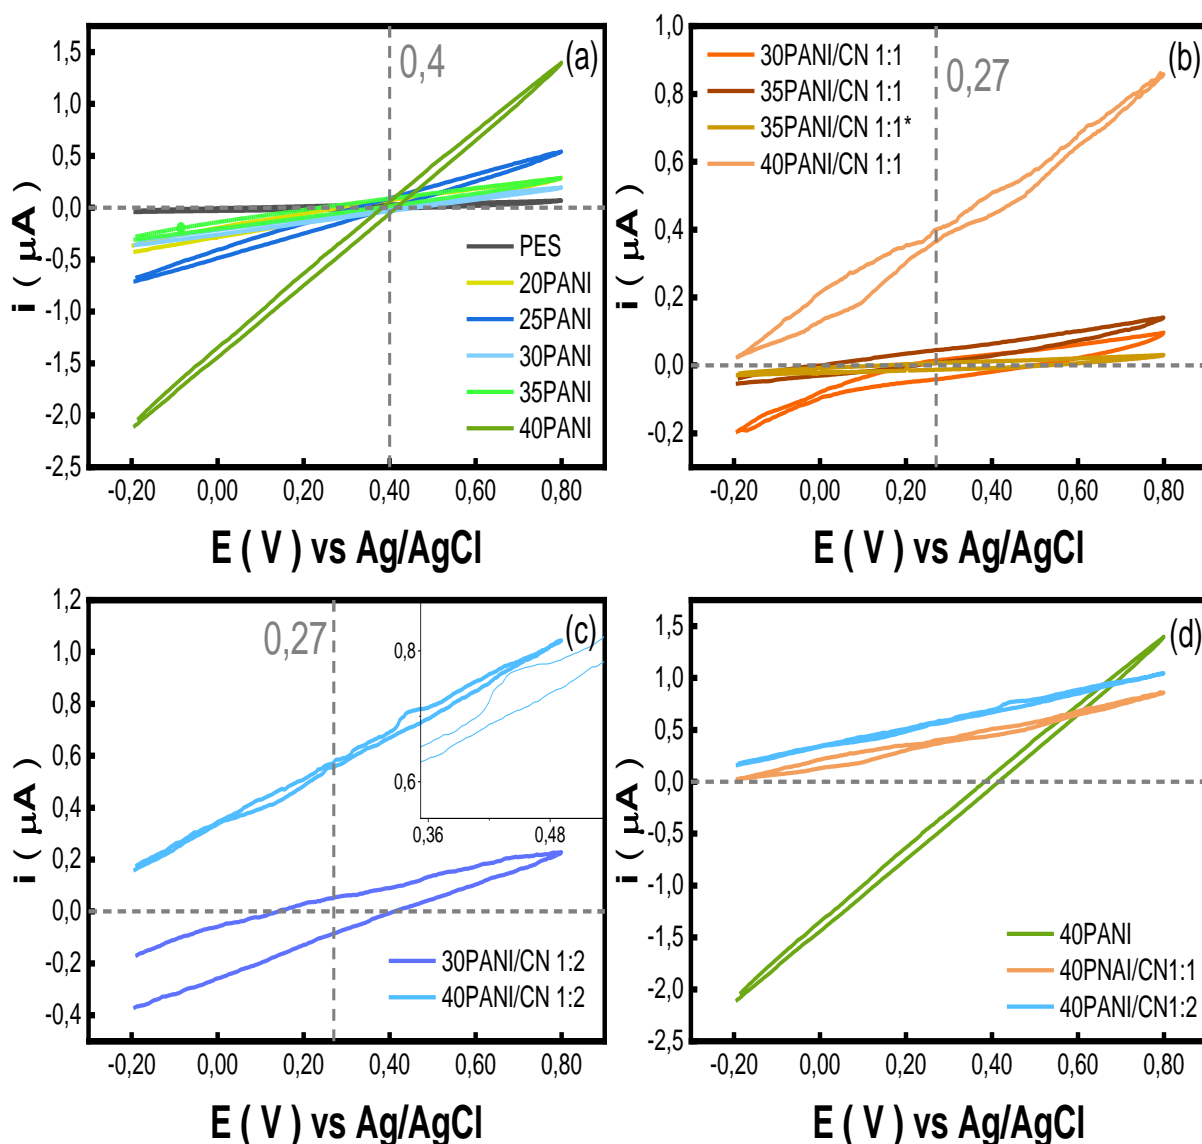 (a)
0,4
1,5
1,0
0,5
0,0
-0,5
-1,0
-1,5
-2,0
-2,5
i ( μA )
PES
20PANI
25PANI
30PANI
35PANI
40PANI
-0,20 0,00 0,20 0,40 0,60 0,80
E ( V ) vs Ag/AgCl
(b)
0,27
1,0
0,8
0,6
0,4
0,2
0,0
-0,2
i ( μA )
30PANI/CN 1:1
35PANI/CN 1:1
35PANI/CN 1:1*
40PANI/CN 1:1
-0,20 0,00 0,20 0,40 0,60 0,80
E ( V ) vs Ag/AgCl
(c)
0,27
1,2
1,0
0,8
0,6
0,4
0,2
0,0
-0,2
-0,4
i ( μA )
0,8
0,6
0,36 0,48
30PANI/CN 1:2
40PANI/CN 1:2
-0,20 0,00 0,20 0,40 0,60 0,80
E ( V ) vs Ag/AgCl
(d)
1,5
1,0
0,5
0,0
-0,5
-1,0
-1,5
-2,0
-2,5
i ( μA )
40PANI
40PNAI/CN1:1
40PANI/CN1:2
-0,20 0,00 0,20 0,40 0,60 0,80
E ( V ) vs Ag/AgCl